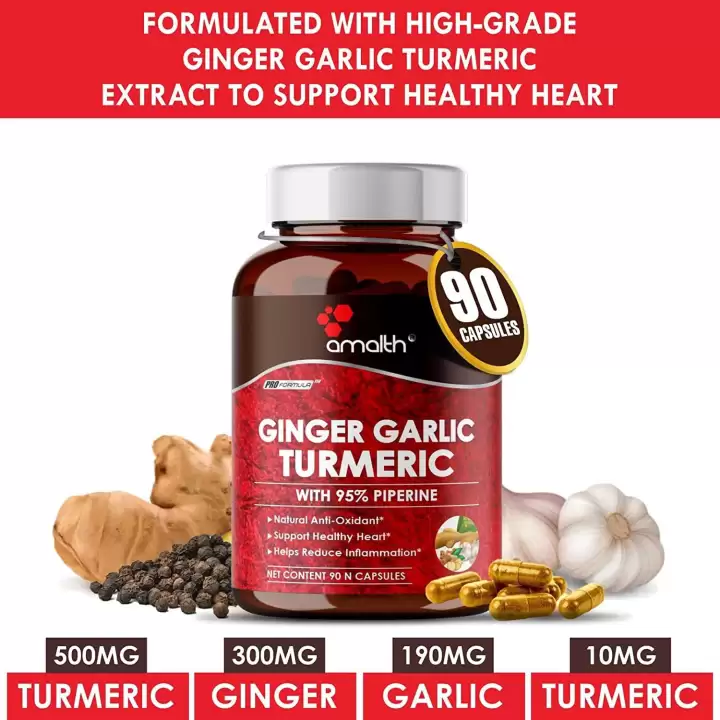 FORMULATED WITH HIGH-GRADE
GINGER GARLIC TURMERIC
EXTRACT TO SUPPORT HEALTHY HEART
90
CAPSULES
amalth
PRO FORMULA
GINGER GARLIC
TURMERIC
WITH 95% PIPERINE
Natural Anti-Oxidant*
Support Healthy Heart*
Helps Reduce Inflammation*
NET CONTENT 90 N CAPSULES
500MG
TURMERIC
300MG
GINGER
190MG
GARLIC
10MG
TURMERIC